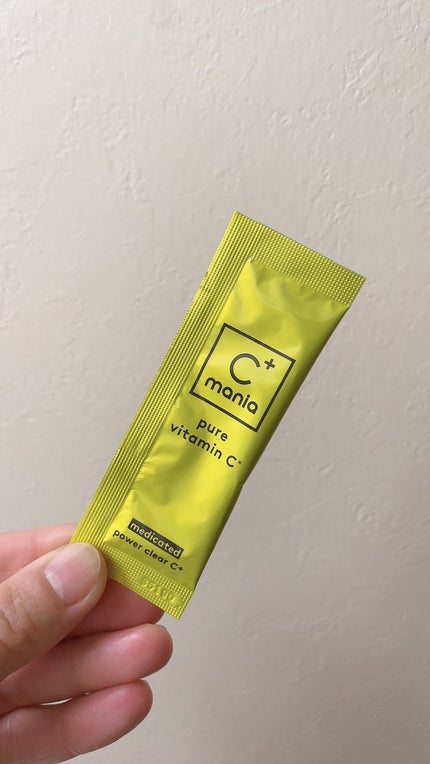 C+
mania
pure
vitamin C*
medicated
power clear C+